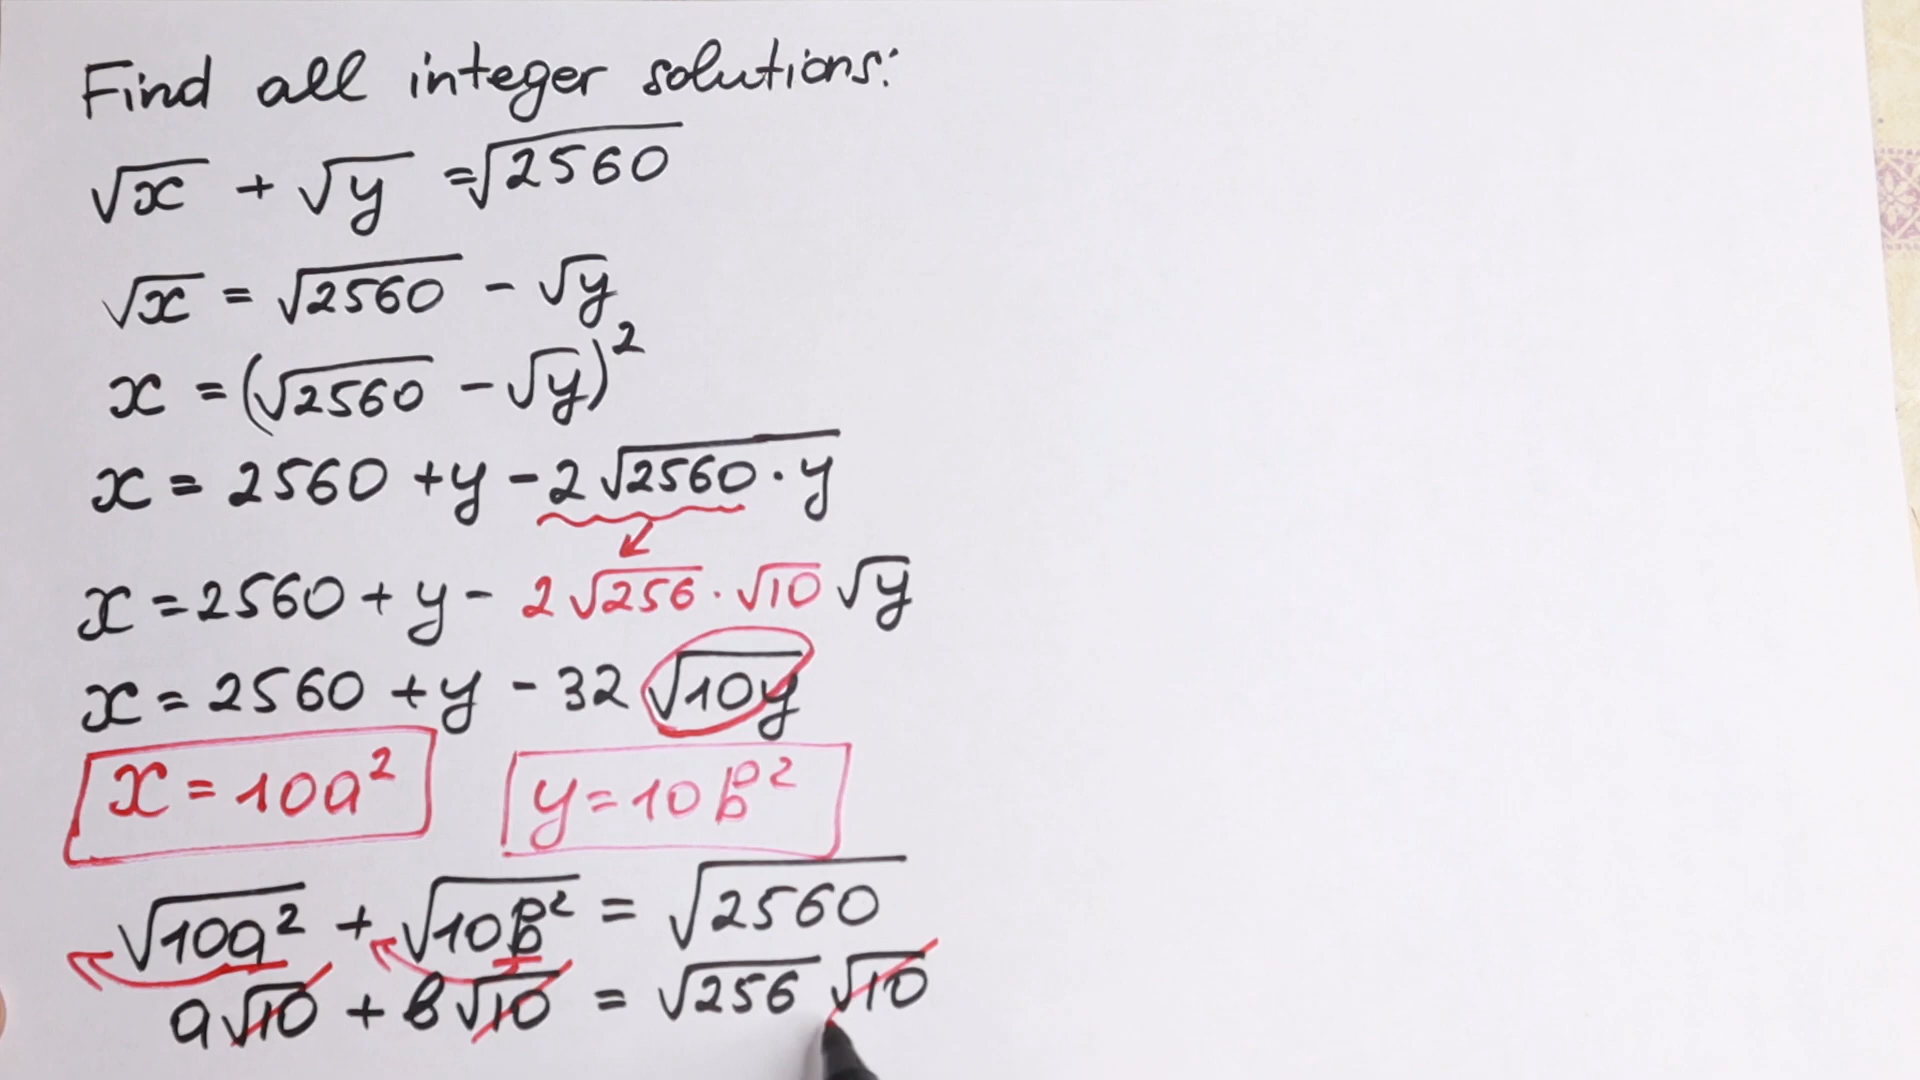 Find all integer solutions:
√x + √y = √2560
√x = √2560 - √y
x = (√2560 - √y)²
x = 2560 + y - 2√2560·y
x = 2560 + y - 2√256·√10 √y
x = 2560 + y - 32√10y
x = 10a² y = 10b²
√10a² + √10b² = √2560
a√10 + b√10 = √256 √10